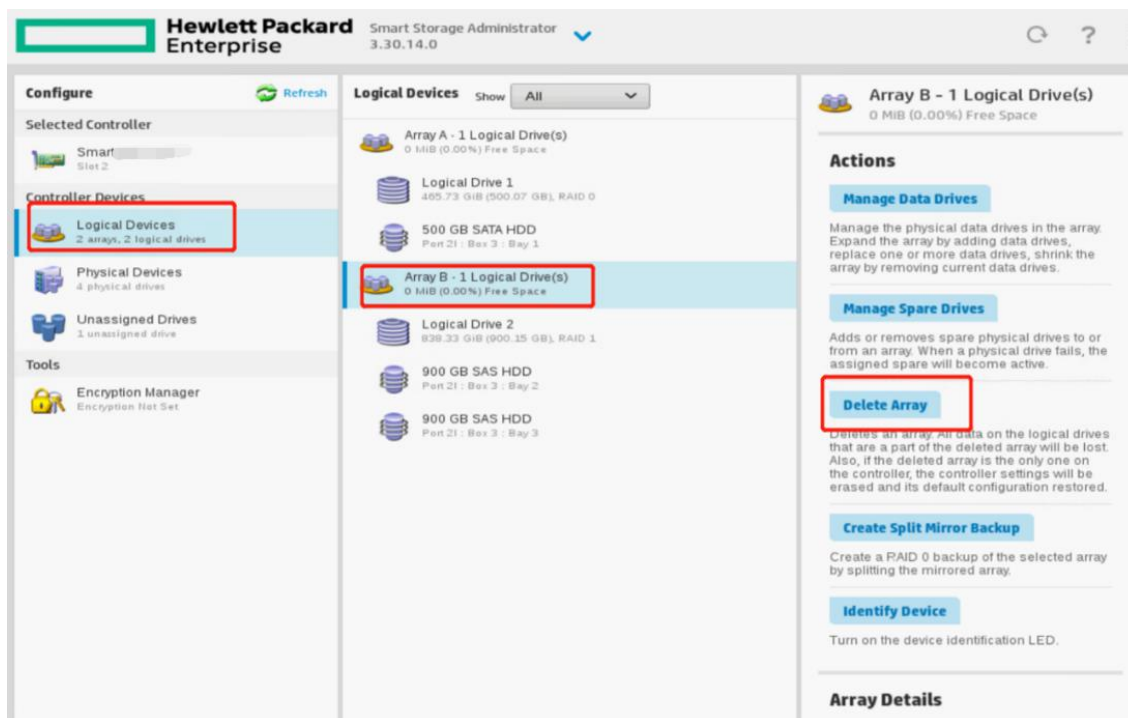 Hewlett Packard
Enterprise
Smart Storage Administrator
3.30.14.0
?
Configure
Refresh
Selected Controller
Smart
Slot 2
Controller Devices
Logical Devices
2 arrays, 2 logical drives
Physical Devices
4 physical drives
Unassigned Drives
1 unassigned drive
Tools
Encryption Manager
Encryption Not Set
Logical Devices Show All
Array A - 1 Logical Drive(s)
0 MiB (0.00%) Free Space
Logical Drive 1
465.73 GiB (500.07 GB), RAID 0
500 GB SATA HDD
Port 2I : Box 3 : Bay 1
Array B - 1 Logical Drive(s)
0 MiB (0.00%) Free Space
Logical Drive 2
838.33 GiB (900.15 GB), RAID 1
900 GB SAS HDD
Port 2I : Box 3 : Bay 2
900 GB SAS HDD
Port 2I : Box 3 : Bay 3
Array B - 1 Logical Drive(s)
0 MiB (0.00%) Free Space
Actions
Manage Data Drives
Manage the physical data drives in the array.
Expand the array by adding data drives,
replace one or more data drives, shrink the
array by removing current data drives.
Manage Spare Drives
Adds or removes spare physical drives to or
from an array. When a physical drive fails, the
assigned spare will become active.
Delete Array
Deletes an array. All data on the logical drives
that are a part of the deleted array will be lost.
Also, if the deleted array is the only one on
the controller, the controller settings will be
erased and its default configuration restored.
Create Split Mirror Backup
Create a RAID 0 backup of the selected array
by splitting the mirrored array.
Identify Device
Turn on the device identification LED.
Array Details